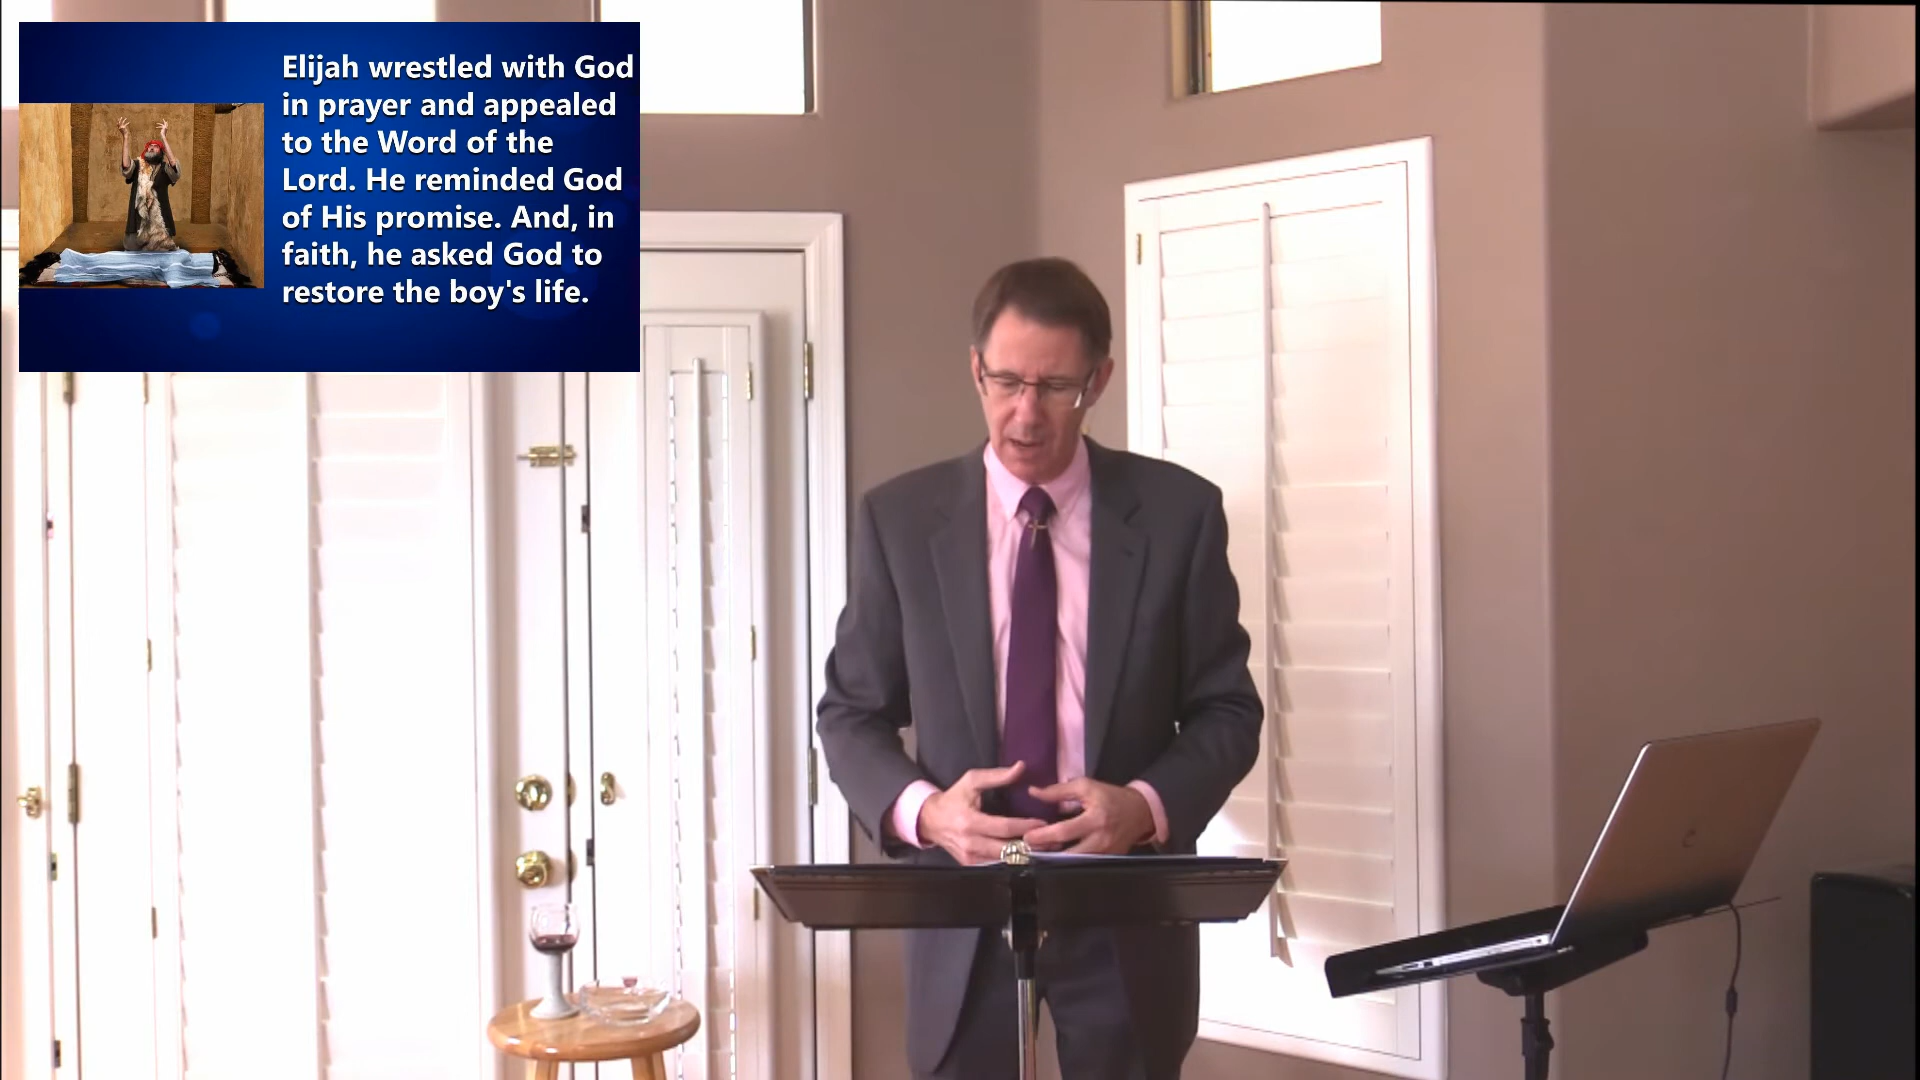 Elijah wrestled with God
in prayer and appealed
to the Word of the
Lord. He reminded God
of His promise. And, in
faith, he asked God to
restore the boy's life.